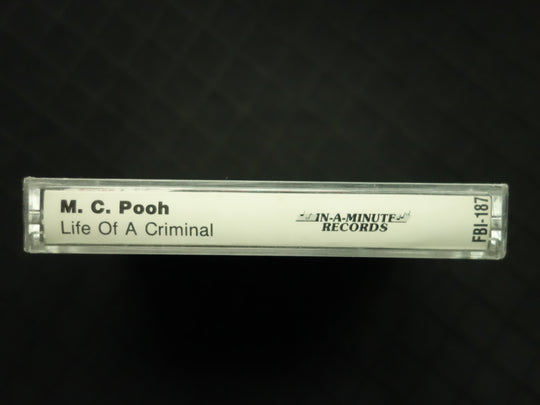 M. C. Pooh
Life Of A Criminal
IN-A-MINUTE
RECORDS
FBI-187